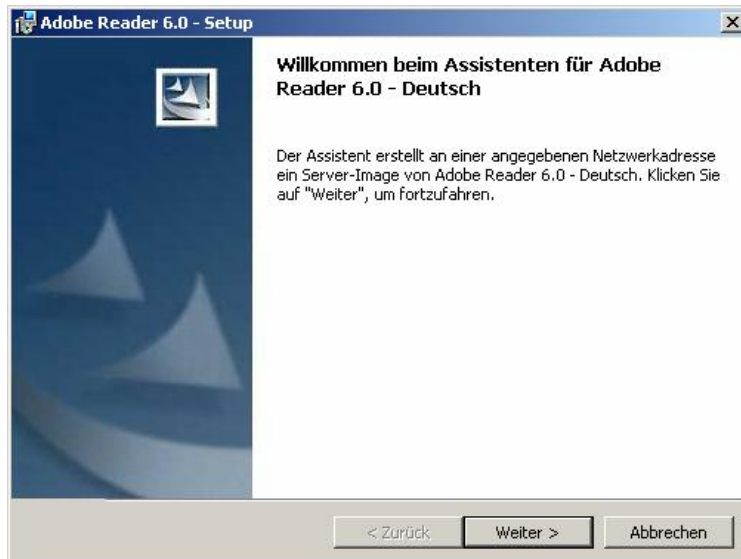 Adobe Reader 6.0 - Setup
Willkommen beim Assistenten für Adobe
Reader 6.0 - Deutsch
Der Assistent erstellt an einer angegebenen Netzwerkadresse
ein Server-Image von Adobe Reader 6.0 - Deutsch. Klicken Sie
auf "Weiter", um fortzufahren.
< Zurück Weiter > Abbrechen